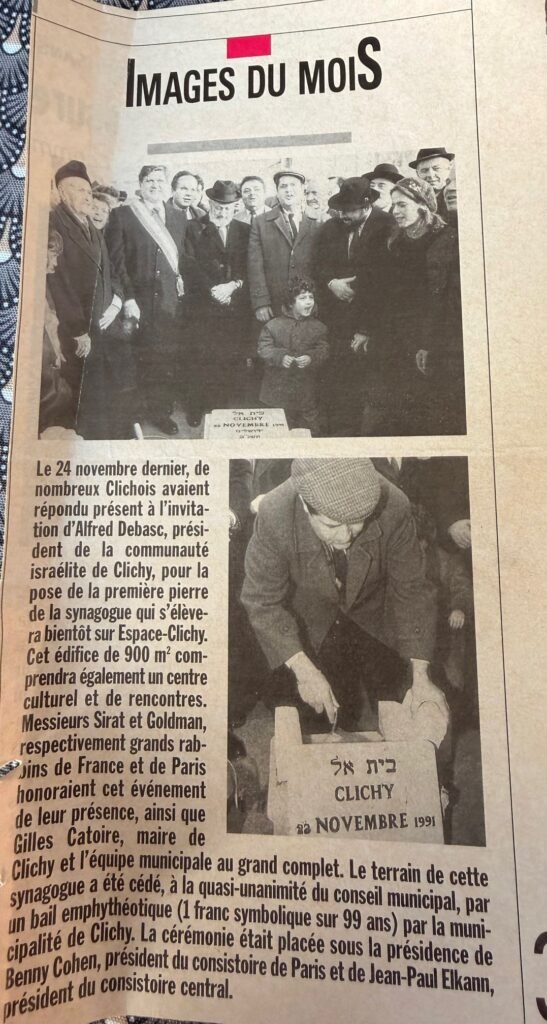 IMAGES DU MOIS
בית אל
CLICHY
NOVEMBRE 1991
Le 24 novembre dernier, de
nombreux Clichois avaient
répondu présent à l'invita-
tion d'Alfred Debasc, prési-
dent de la communauté
israélite de Clichy, pour la
pose de la première pierre
de la synagogue qui s'élève-
ra bientôt sur Espace-Clichy.
Cet édifice de 900 m² com-
prendra également un centre
culturel et de rencontres.
Messieurs Sirat et Goldman,
respectivement grands rab-
bins de France et de Paris
honoraient cet événement
de leur présence, ainsi que
Gilles Catoire, maire de
Clichy et l'équipe municipale au grand complet. Le terrain de cette
synagogue a été cédé, à la quasi-unanimité du conseil municipal, par
un bail emphythéotique (1 franc symbolique sur 99 ans) par la muni-
cipalité de Clichy. La cérémonie était placée sous la présidence de
Benny Cohen, président du consistoire de Paris et de Jean-Paul Elkann,
président du consistoire central.
בית אל
CLICHY
NOVEMBRE 1991